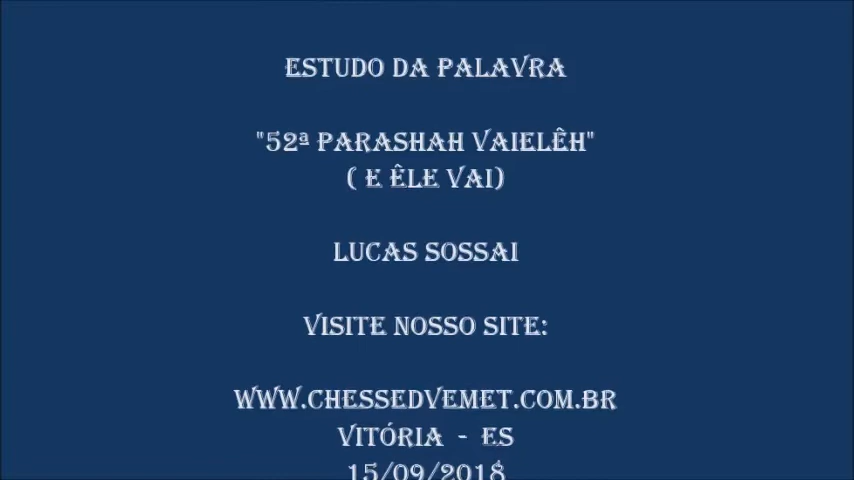 ESTUDO DA PALAVRA
"52ª PARASHAH VAIELÊH"
( E ÊLE VAI)
LUCAS SOSSAI
VISITE NOSSO SITE:
WWW.CHESSEDVEMET.COM.BR
VITÓRIA - ES
15/09/2018